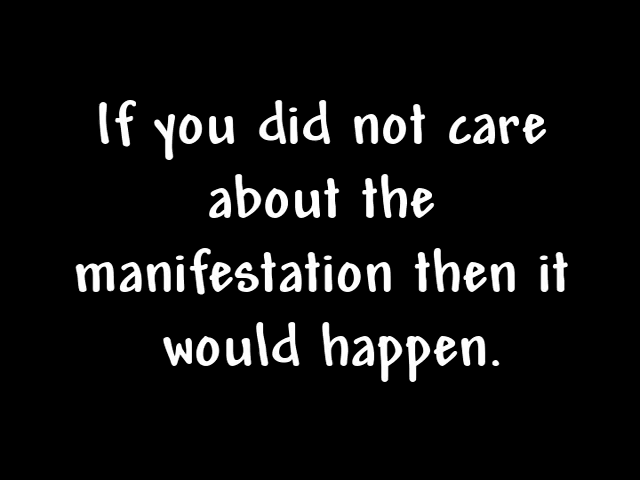 If you did not care
about the
manifestation then it
would happen.